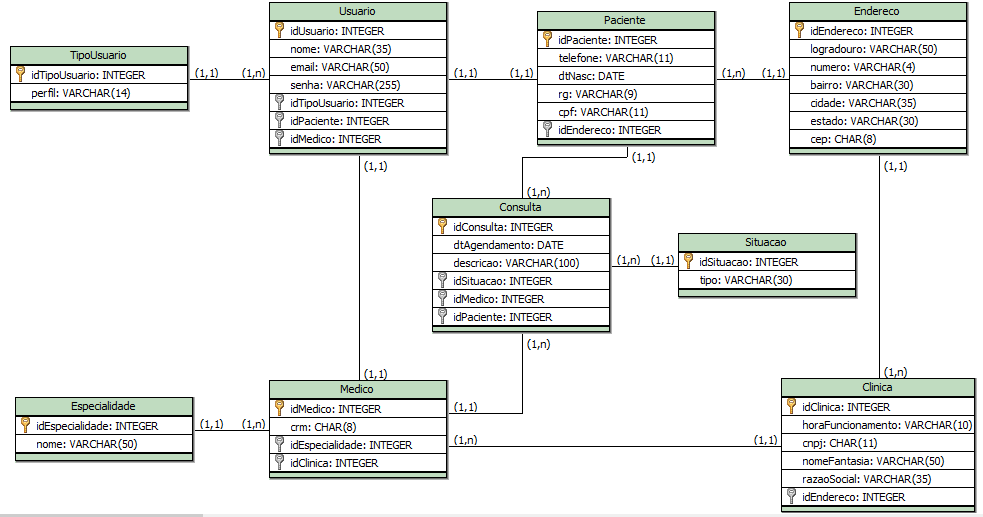 TipoUsuario
idTipoUsuario: INTEGER
perfil: VARCHAR(14)
(1,1)
(1,n)
Usuario
idUsuario: INTEGER
nome: VARCHAR(35)
email: VARCHAR(50)
senha: VARCHAR(255)
idTipoUsuario: INTEGER
idPaciente: INTEGER
idMedico: INTEGER
(1,1)
(1,1)
Paciente
idPaciente: INTEGER
telefone: VARCHAR(11)
dtNasc: DATE
rg: VARCHAR(9)
cpf: VARCHAR(11)
idEndereco: INTEGER
(1,n)
(1,1)
Endereco
idEndereco: INTEGER
logradouro: VARCHAR(50)
numero: VARCHAR(4)
bairro: VARCHAR(30)
cidade: VARCHAR(35)
estado: VARCHAR(30)
cep: CHAR(8)
(1,1)
(1,1)
(1,1)
(1,n)
Consulta
idConsulta: INTEGER
dtAgendamento: DATE
descricao: VARCHAR(100)
idSituacao: INTEGER
idMedico: INTEGER
idPaciente: INTEGER
(1,n)
(1,1)
Situacao
idSituacao: INTEGER
tipo: VARCHAR(30)
(1,n)
(1,1)
(1,n)
Especialidade
idEspecialidade: INTEGER
nome: VARCHAR(50)
(1,1)
(1,n)
Medico
idMedico: INTEGER
crm: CHAR(8)
idEspecialidade: INTEGER
idClinica: INTEGER
(1,1)
(1,n)
(1,1)
Clinica
idClinica: INTEGER
horaFuncionamento: VARCHAR(10)
cnpj: CHAR(11)
nomeFantasia: VARCHAR(50)
razaoSocial: VARCHAR(35)
idEndereco: INTEGER